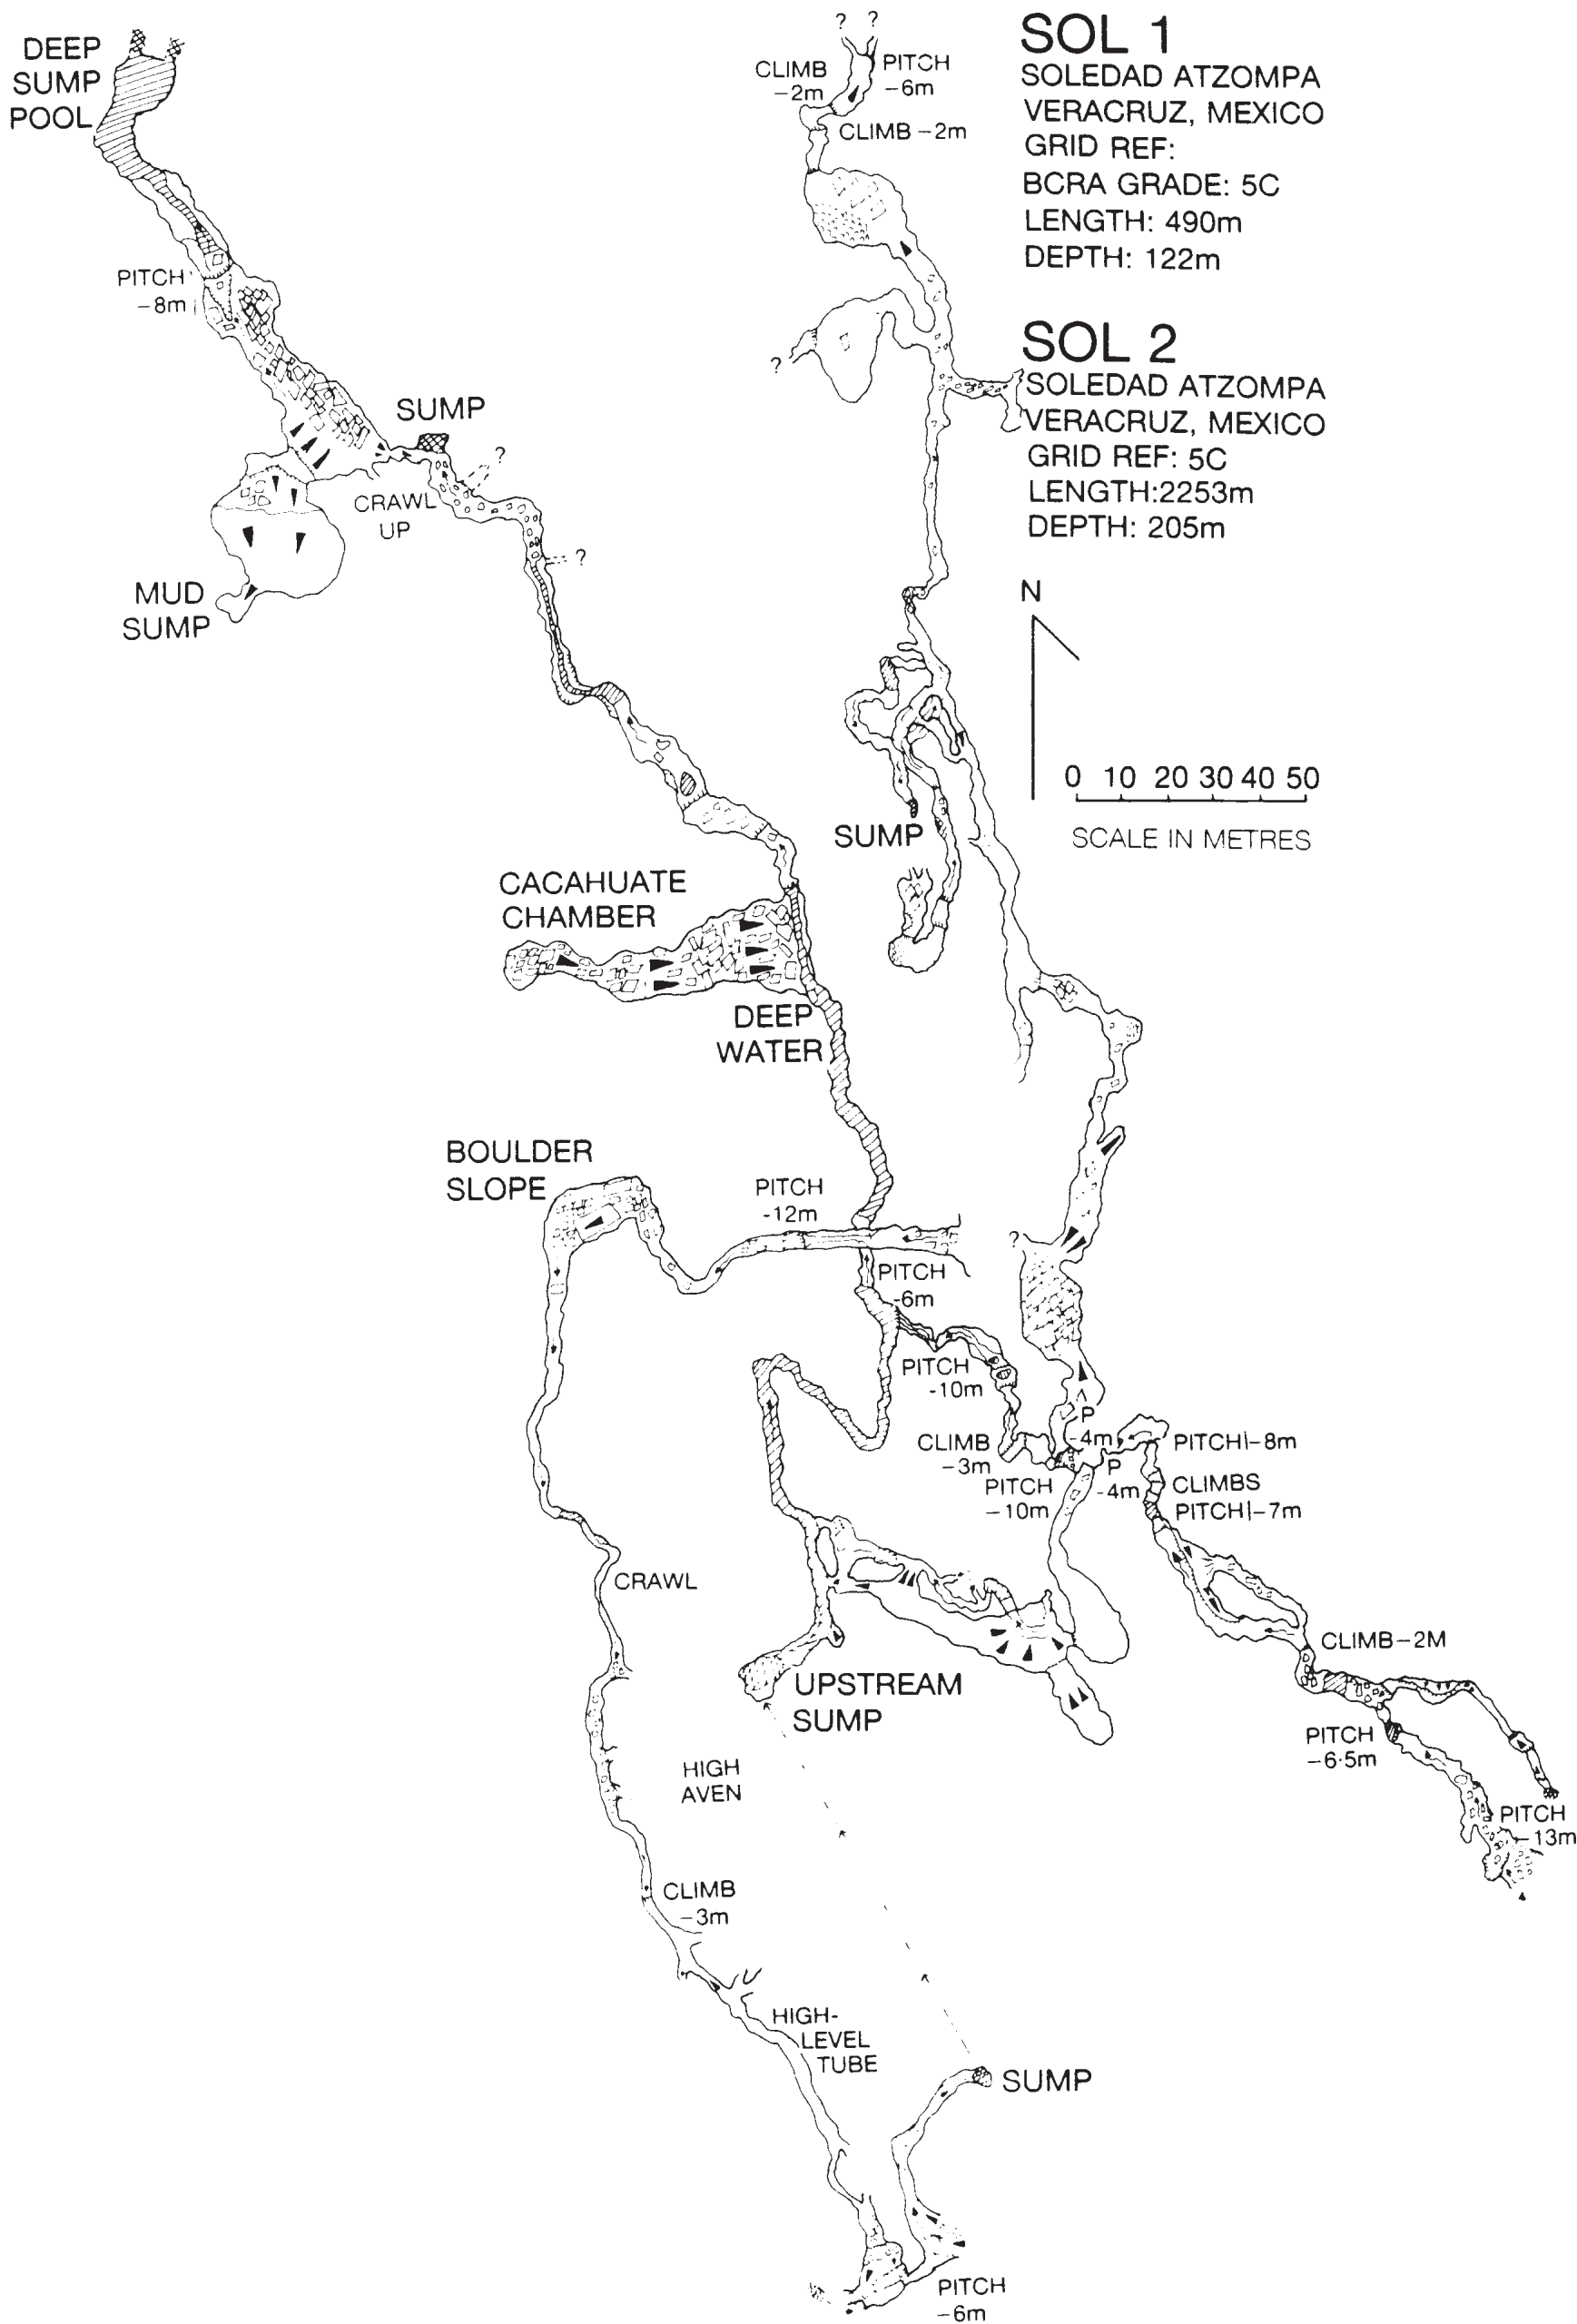 DEEP
SUMP
POOL
? ?
CLIMB
-2m
PITCH
-6m
CLIMB -2m
SOL 1
SOLEDAD ATZOMPA
VERACRUZ, MEXICO
GRID REF:
BCRA GRADE: 5C
LENGTH: 490m
DEPTH: 122m
PITCH
-8m
?
SOL 2
SOLEDAD ATZOMPA
VERACRUZ, MEXICO
GRID REF: 5C
LENGTH:2253m
DEPTH: 205m
SUMP
?
CRAWL
UP
?
MUD
SUMP
N
0 10 20 30 40 50
SCALE IN METRES
SUMP
CACAHUATE
CHAMBER
DEEP
WATER
BOULDER
SLOPE
PITCH
-12m
?
PITCH
-6m
PITCH
-10m
P
-4m
PITCH -8m
CLIMB
-3m
P
-4m
PITCH
-10m
CLIMBS
PITCH -7m
CRAWL
CLIMB-2M
UPSTREAM
SUMP
PITCH
-6·5m
HIGH
AVEN
PITCH
-13m
CLIMB
-3m
HIGH-
LEVEL
TUBE
SUMP
PITCH
-6m